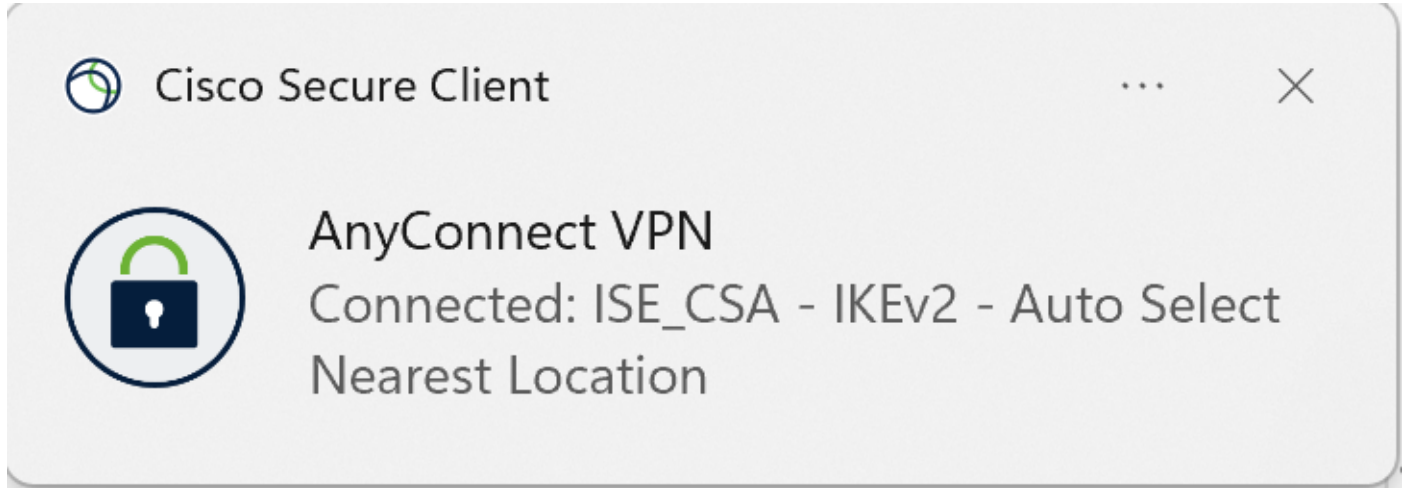 Cisco Secure Client
AnyConnect VPN
Connected: ISE_CSA - IKEv2 - Auto Select
Nearest Location